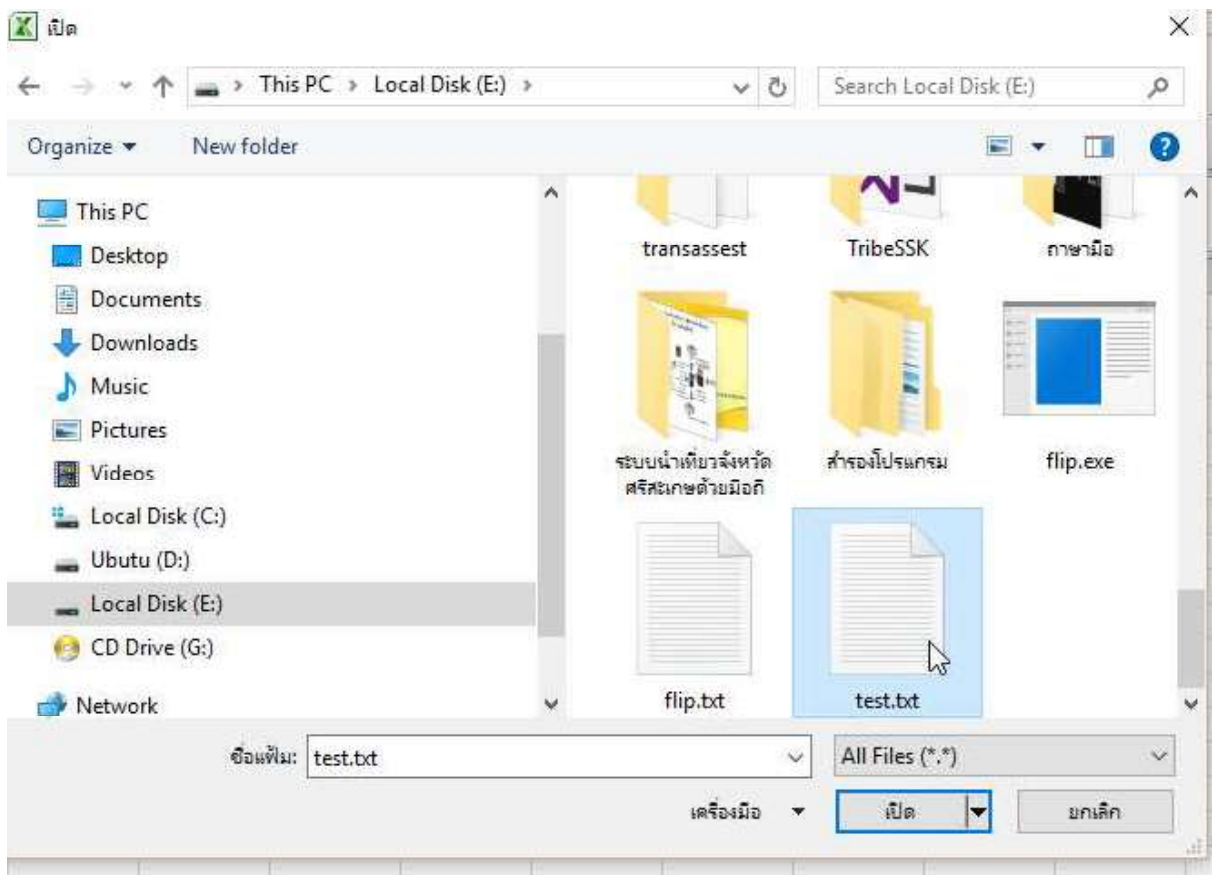 เปิด
This PC > Local Disk (E:) >
Search Local Disk (E:)
Organize
New folder
This PC
Desktop
Documents
Downloads
Music
Pictures
Videos
Local Disk (C:)
Ubutu (D:)
Local Disk (E:)
CD Drive (G:)
Network
transassest
TribeSSK
ภาษามือ
ระบบนำเที่ยวจังหวัด
ศรีสะเกษด้วยมือถื
สำรองโปรแกรม
flip.exe
flip.txt
test.txt
ชื่อแฟ้ม: test.txt
All Files (*.*)
เครื่องมือ
เปิด
ยกเลิก